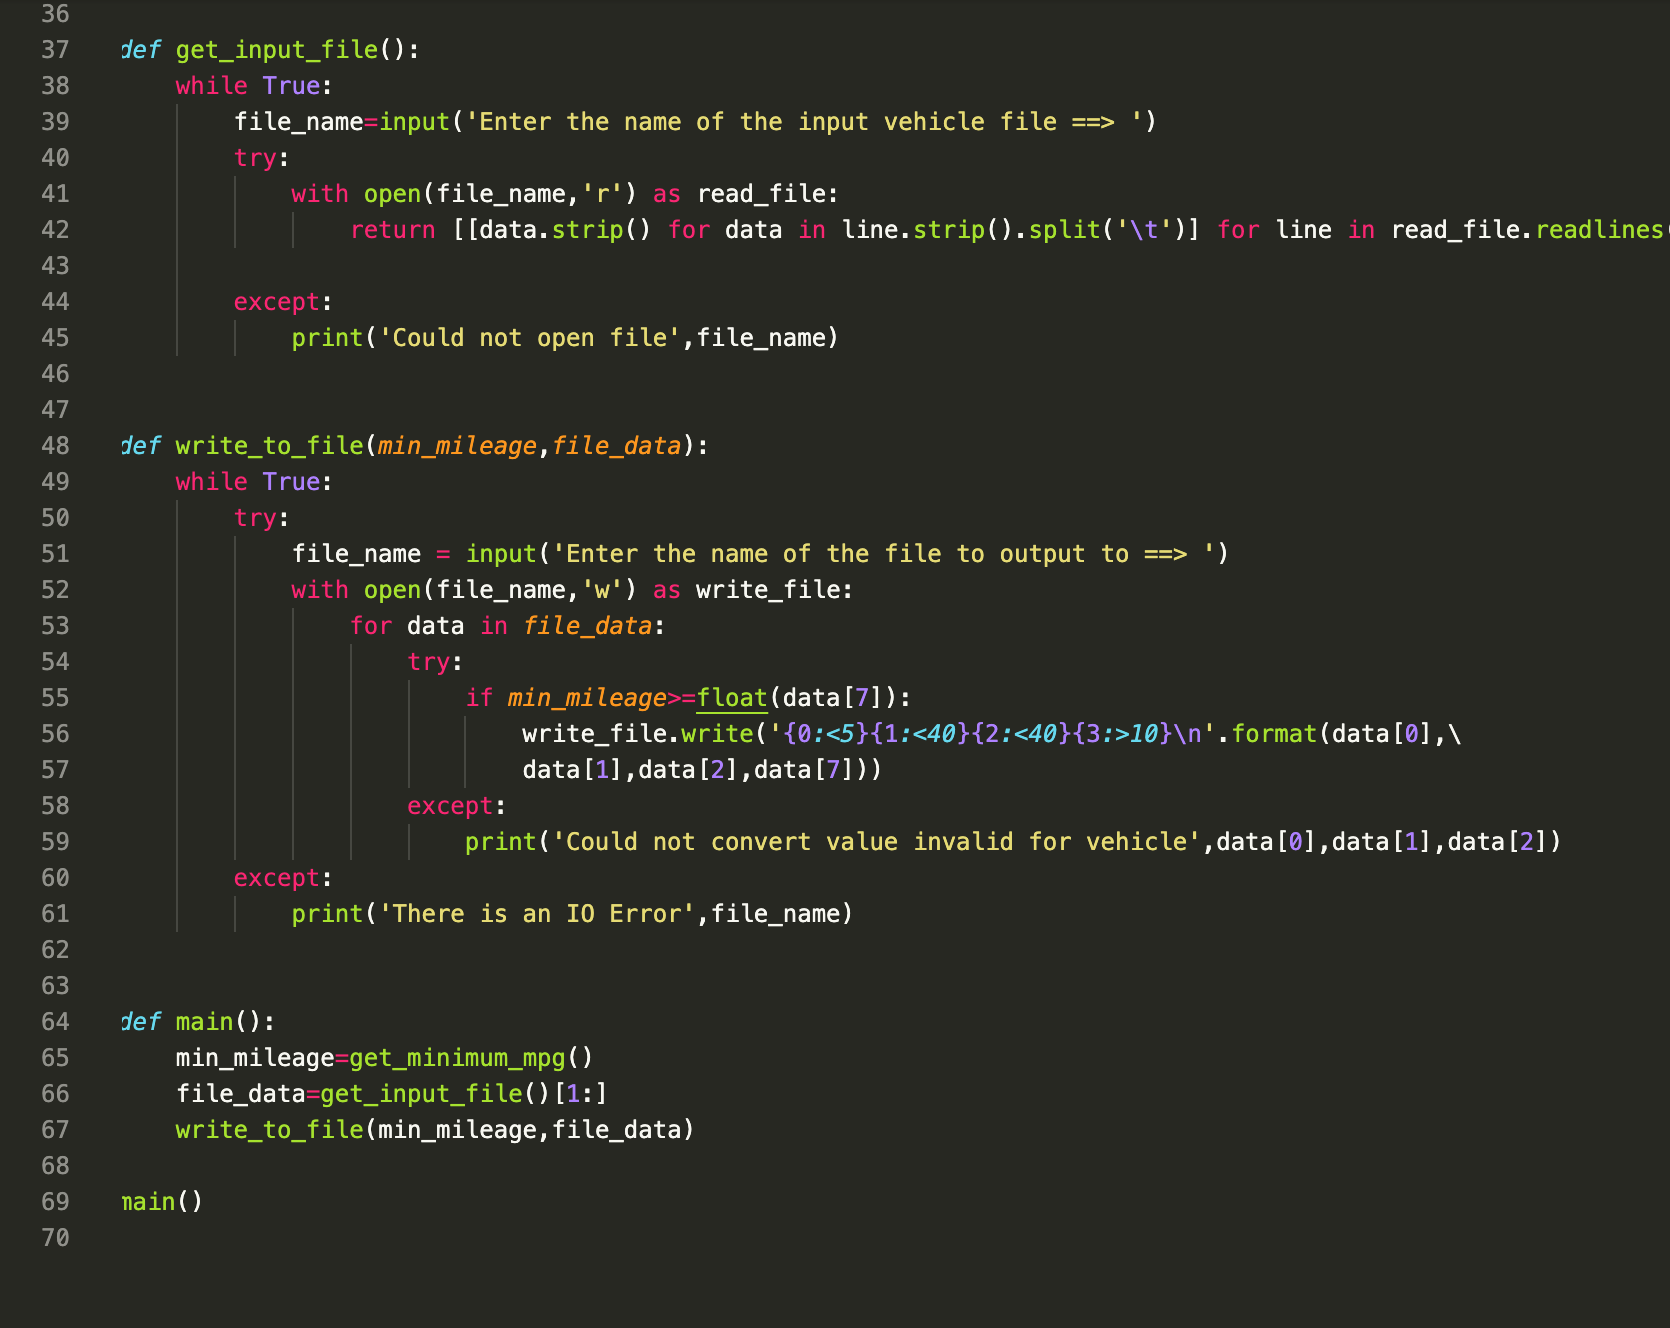 36
37 def get_input_file():
38     while True:
39         file_name=input('Enter the name of the input vehicle file ==> ')
40         try:
41             with open(file_name,'r') as read_file:
42                 return [[data.strip() for data in line.strip().split('\t')] for line in read_file.readlines(
43
44         except:
45             print('Could not open file',file_name)
46
47
48 def write_to_file(min_mileage,file_data):
49     while True:
50         try:
51             file_name = input('Enter the name of the file to output to ==> ')
52             with open(file_name,'w') as write_file:
53                 for data in file_data:
54                     try:
55                         if min_mileage>=float(data[7]):
56                             write_file.write('{0:<5}{1:<40}{2:<40}{3:>10}\n'.format(data[0],\
57                             data[1],data[2],data[7]))
58                     except:
59                         print('Could not convert value invalid for vehicle',data[0],data[1],data[2])
60         except:
61             print('There is an IO Error',file_name)
62
63
64 def main():
65     min_mileage=get_minimum_mpg()
66     file_data=get_input_file()[1:]
67     write_to_file(min_mileage,file_data)
68
69 main()
70